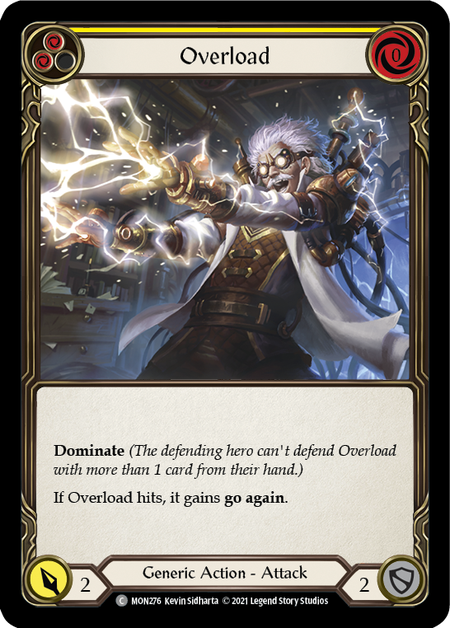 0
Overload
Dominate (The defending hero can't defend Overload
with more than 1 card from their hand.)
If Overload hits, it gains go again.
2
Generic Action - Attack
2
C MON276 Kevin Sidharta © 2021 Legend Story Studios